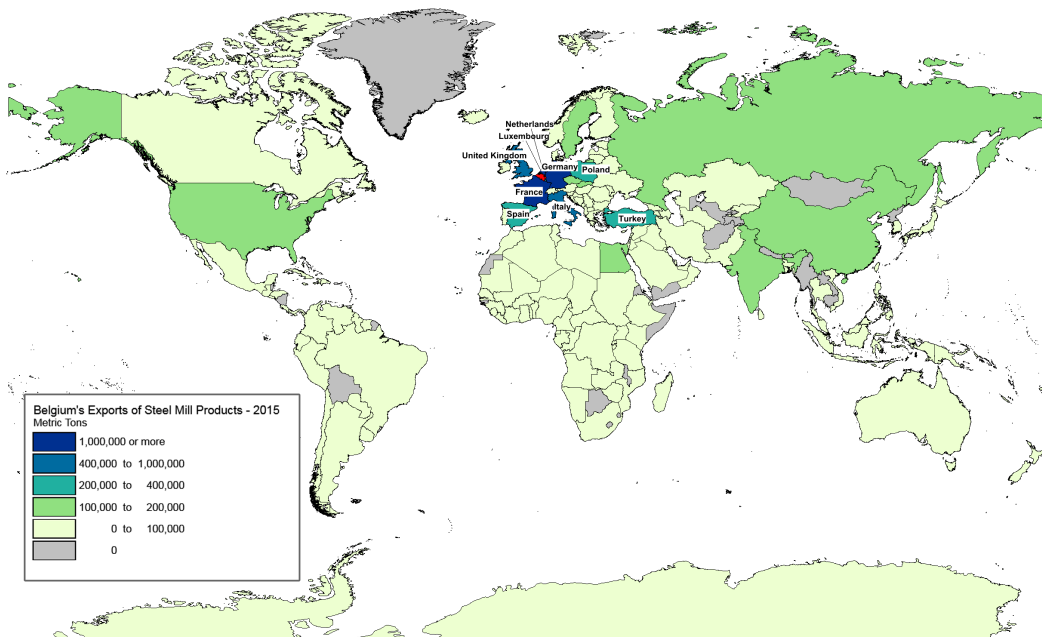 Netherlands
Luxembourg
United Kingdom
Germany
Poland
France
Italy
Spain
Turkey
Belgium's Exports of Steel Mill Products - 2015
Metric Tons
1,000,000 or more
400,000 to 1,000,000
200,000 to 400,000
100,000 to 200,000
0 to 100,000
0